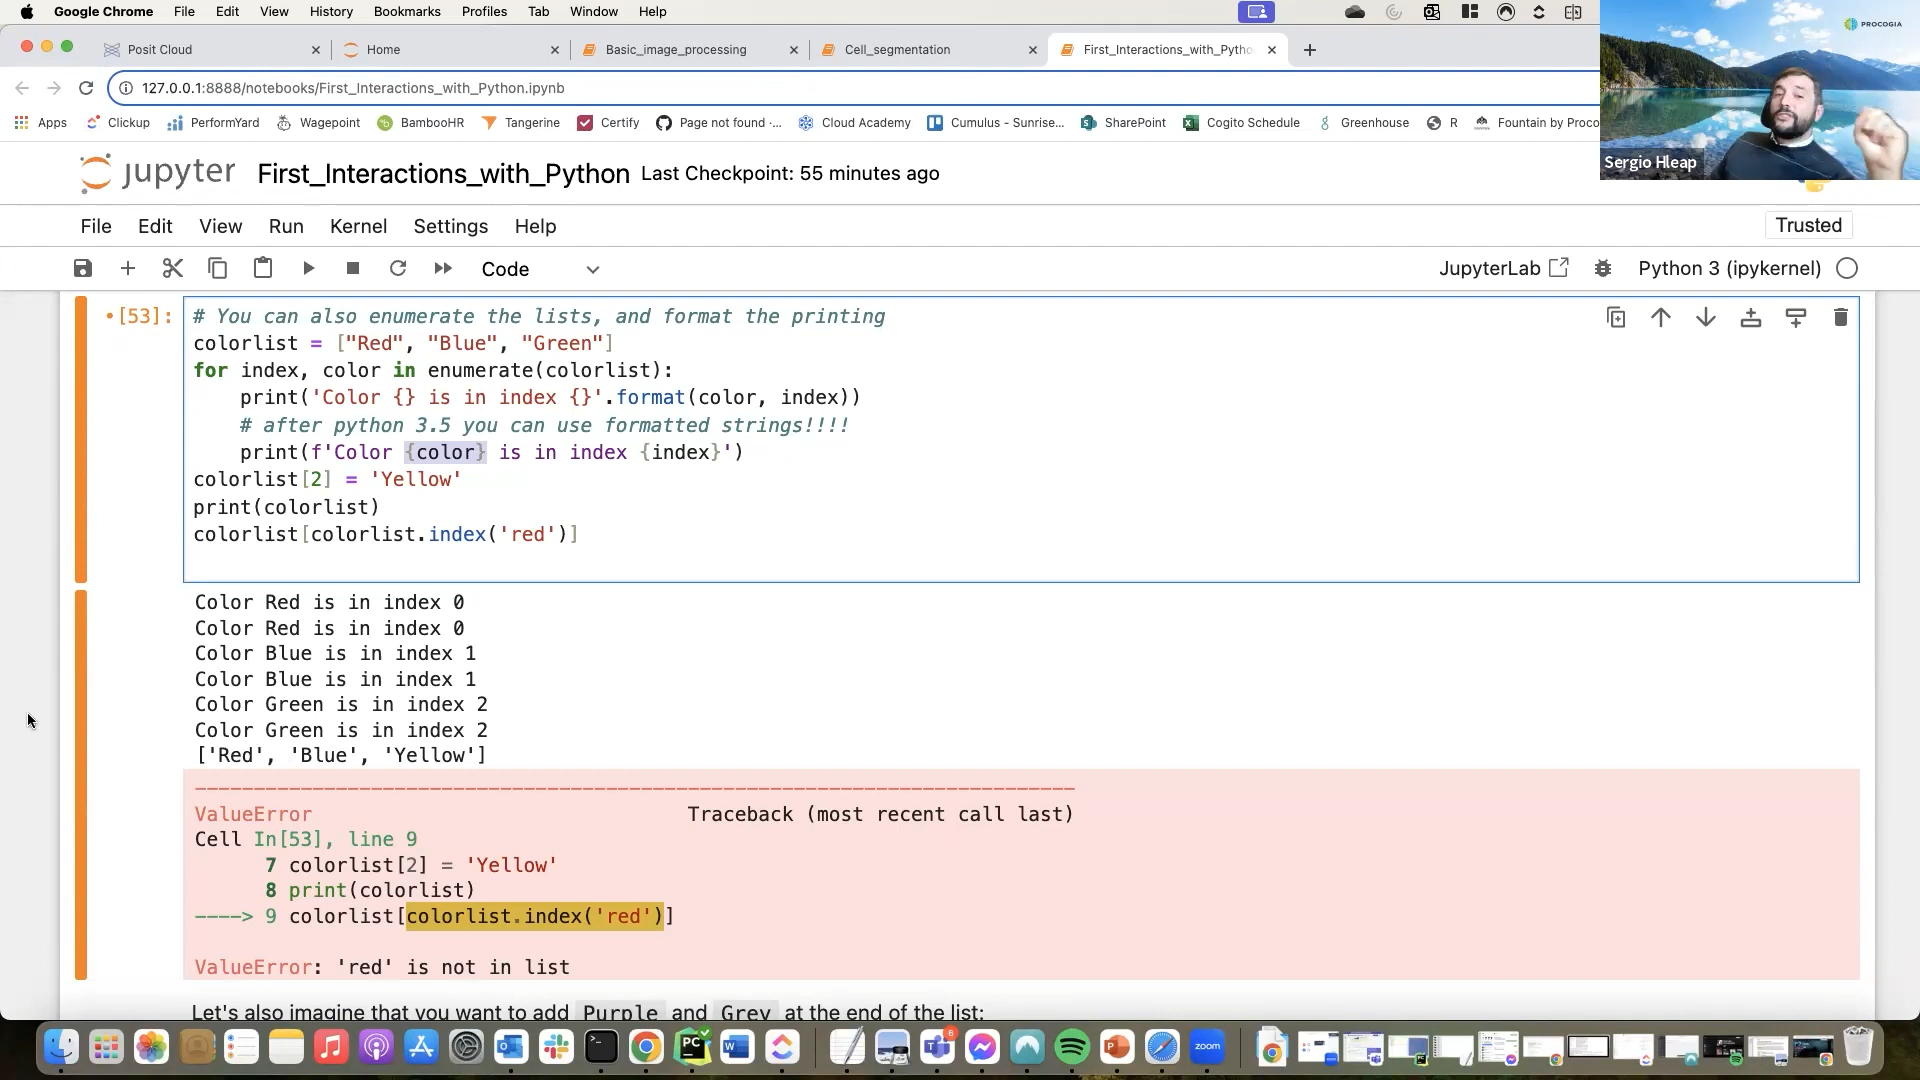 Google Chrome File Edit View History Bookmarks Profiles Tab Window Help
PROCOGIA
Posit Cloud Home Basic_image_processing Cell_segmentation First_Interactions_with_Pytho
127.0.0.1:8888/notebooks/First_Interactions_with_Python.ipynb
Apps Clickup PerformYard Wagepoint BambooHR Tangerine Certify Page not found ·... Cloud Academy Cumulus - Sunrise... SharePoint Cogito Schedule Greenhouse R Fountain by Proco
Sergio Hleap
jupyter First_Interactions_with_Python Last Checkpoint: 55 minutes ago
File Edit View Run Kernel Settings Help Trusted
Code JupyterLab Python 3 (ipykernel)
•[53]: # You can also enumerate the lists, and format the printing
colorlist = ["Red", "Blue", "Green"]
for index, color in enumerate(colorlist):
    print('Color {} is in index {}'.format(color, index))
    # after python 3.5 you can use formatted strings!!!!
    print(f'Color {color} is in index {index}')
colorlist[2] = 'Yellow'
print(colorlist)
colorlist[colorlist.index('red')]
Color Red is in index 0
Color Red is in index 0
Color Blue is in index 1
Color Blue is in index 1
Color Green is in index 2
Color Green is in index 2
['Red', 'Blue', 'Yellow']
---------------------------------------------------------------------------
ValueError Traceback (most recent call last)
Cell In[53], line 9
7 colorlist[2] = 'Yellow'
8 print(colorlist)
----> 9 colorlist[colorlist.index('red')]
ValueError: 'red' is not in list
Let's also imagine that you want to add Purple and Grey at the end of the list:
PC
zoom